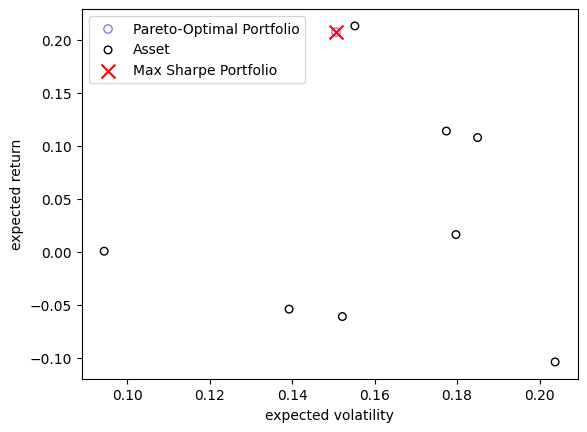 Pareto-Optimal Portfolio
Asset
Max Sharpe Portfolio
0.20
0.15
0.10
0.05
0.00
−0.05
−0.10
expected return
0.10 0.12 0.14 0.16 0.18 0.20
expected volatility